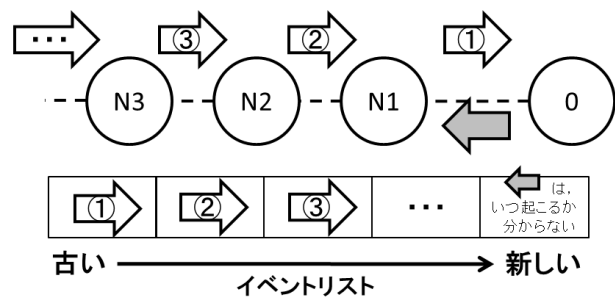 … ③ ② ①
N3 N2 N1 0
① ② ③ … は,
いつ起こるか
分からない
古い 新しい
イベントリスト